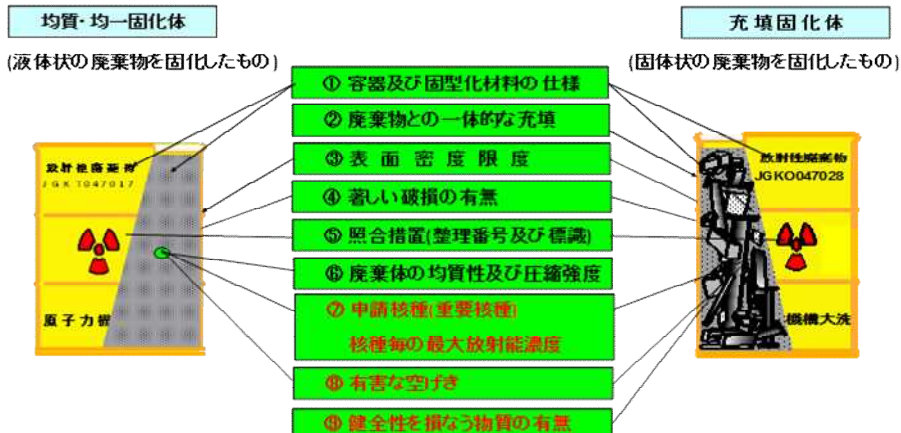 均質・均一固化体
充填固化体
(液体状の廃棄物を固化したもの)
(固体状の廃棄物を固化したもの)
① 容器及び固型化材料の仕様
② 廃棄物との一体的な充填
③ 表面密度限度
④ 著しい破損の有無
⑤ 照合措置(整理番号及び標識)
⑥ 廃棄体の均質性及び圧縮強度
⑦ 申請核種(重要核種)
核種毎の最大放射能濃度
⑧ 有害な空げき
⑨ 健全性を損なう物質の有無
放射性廃棄物
JGKT047017
原子力機
放射性廃棄物
JGKO047028
機構大洗